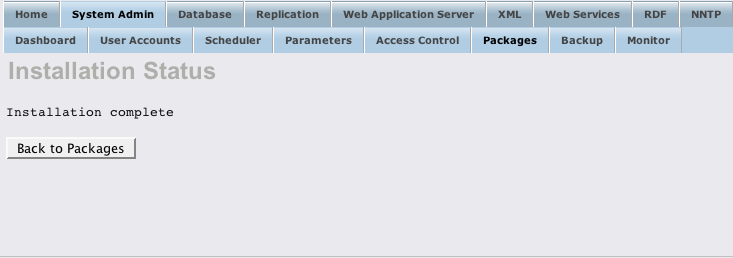 Home System Admin Database Replication Web Application Server XML Web Services RDF NNTP
Dashboard User Accounts Scheduler Parameters Access Control Packages Backup Monitor
Installation Status
Installation complete
Back to Packages